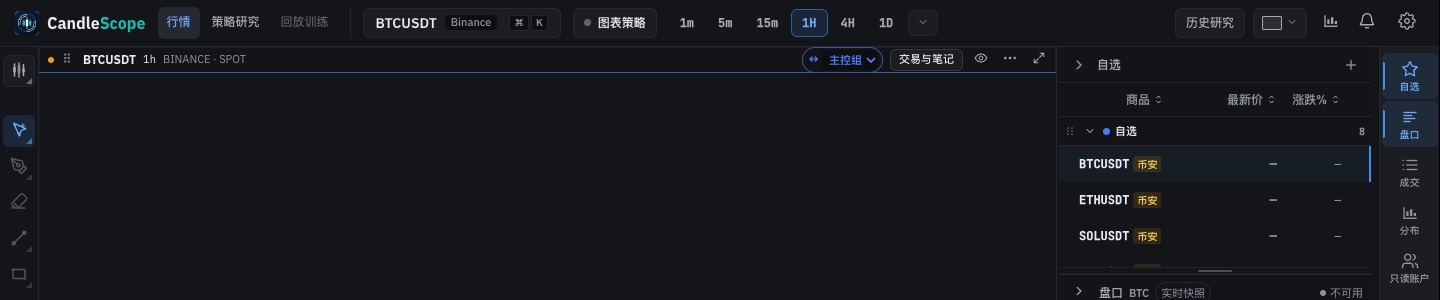 CandleScope 行情 策略研究 回放训练 BTCUSDT Binance ⌘ K 图表策略 1m 5m 15m 1H 4H 1D 历史研究
BTCUSDT 1h BINANCE · SPOT 主控组 交易与笔记
自选
商品 最新价 涨跌%
自选 8
BTCUSDT 币安 — —
ETHUSDT 币安 — —
SOLUSDT 币安 — —
盘口 BTC 实时快照 不可用
自选
盘口
成交
分布
只读账户